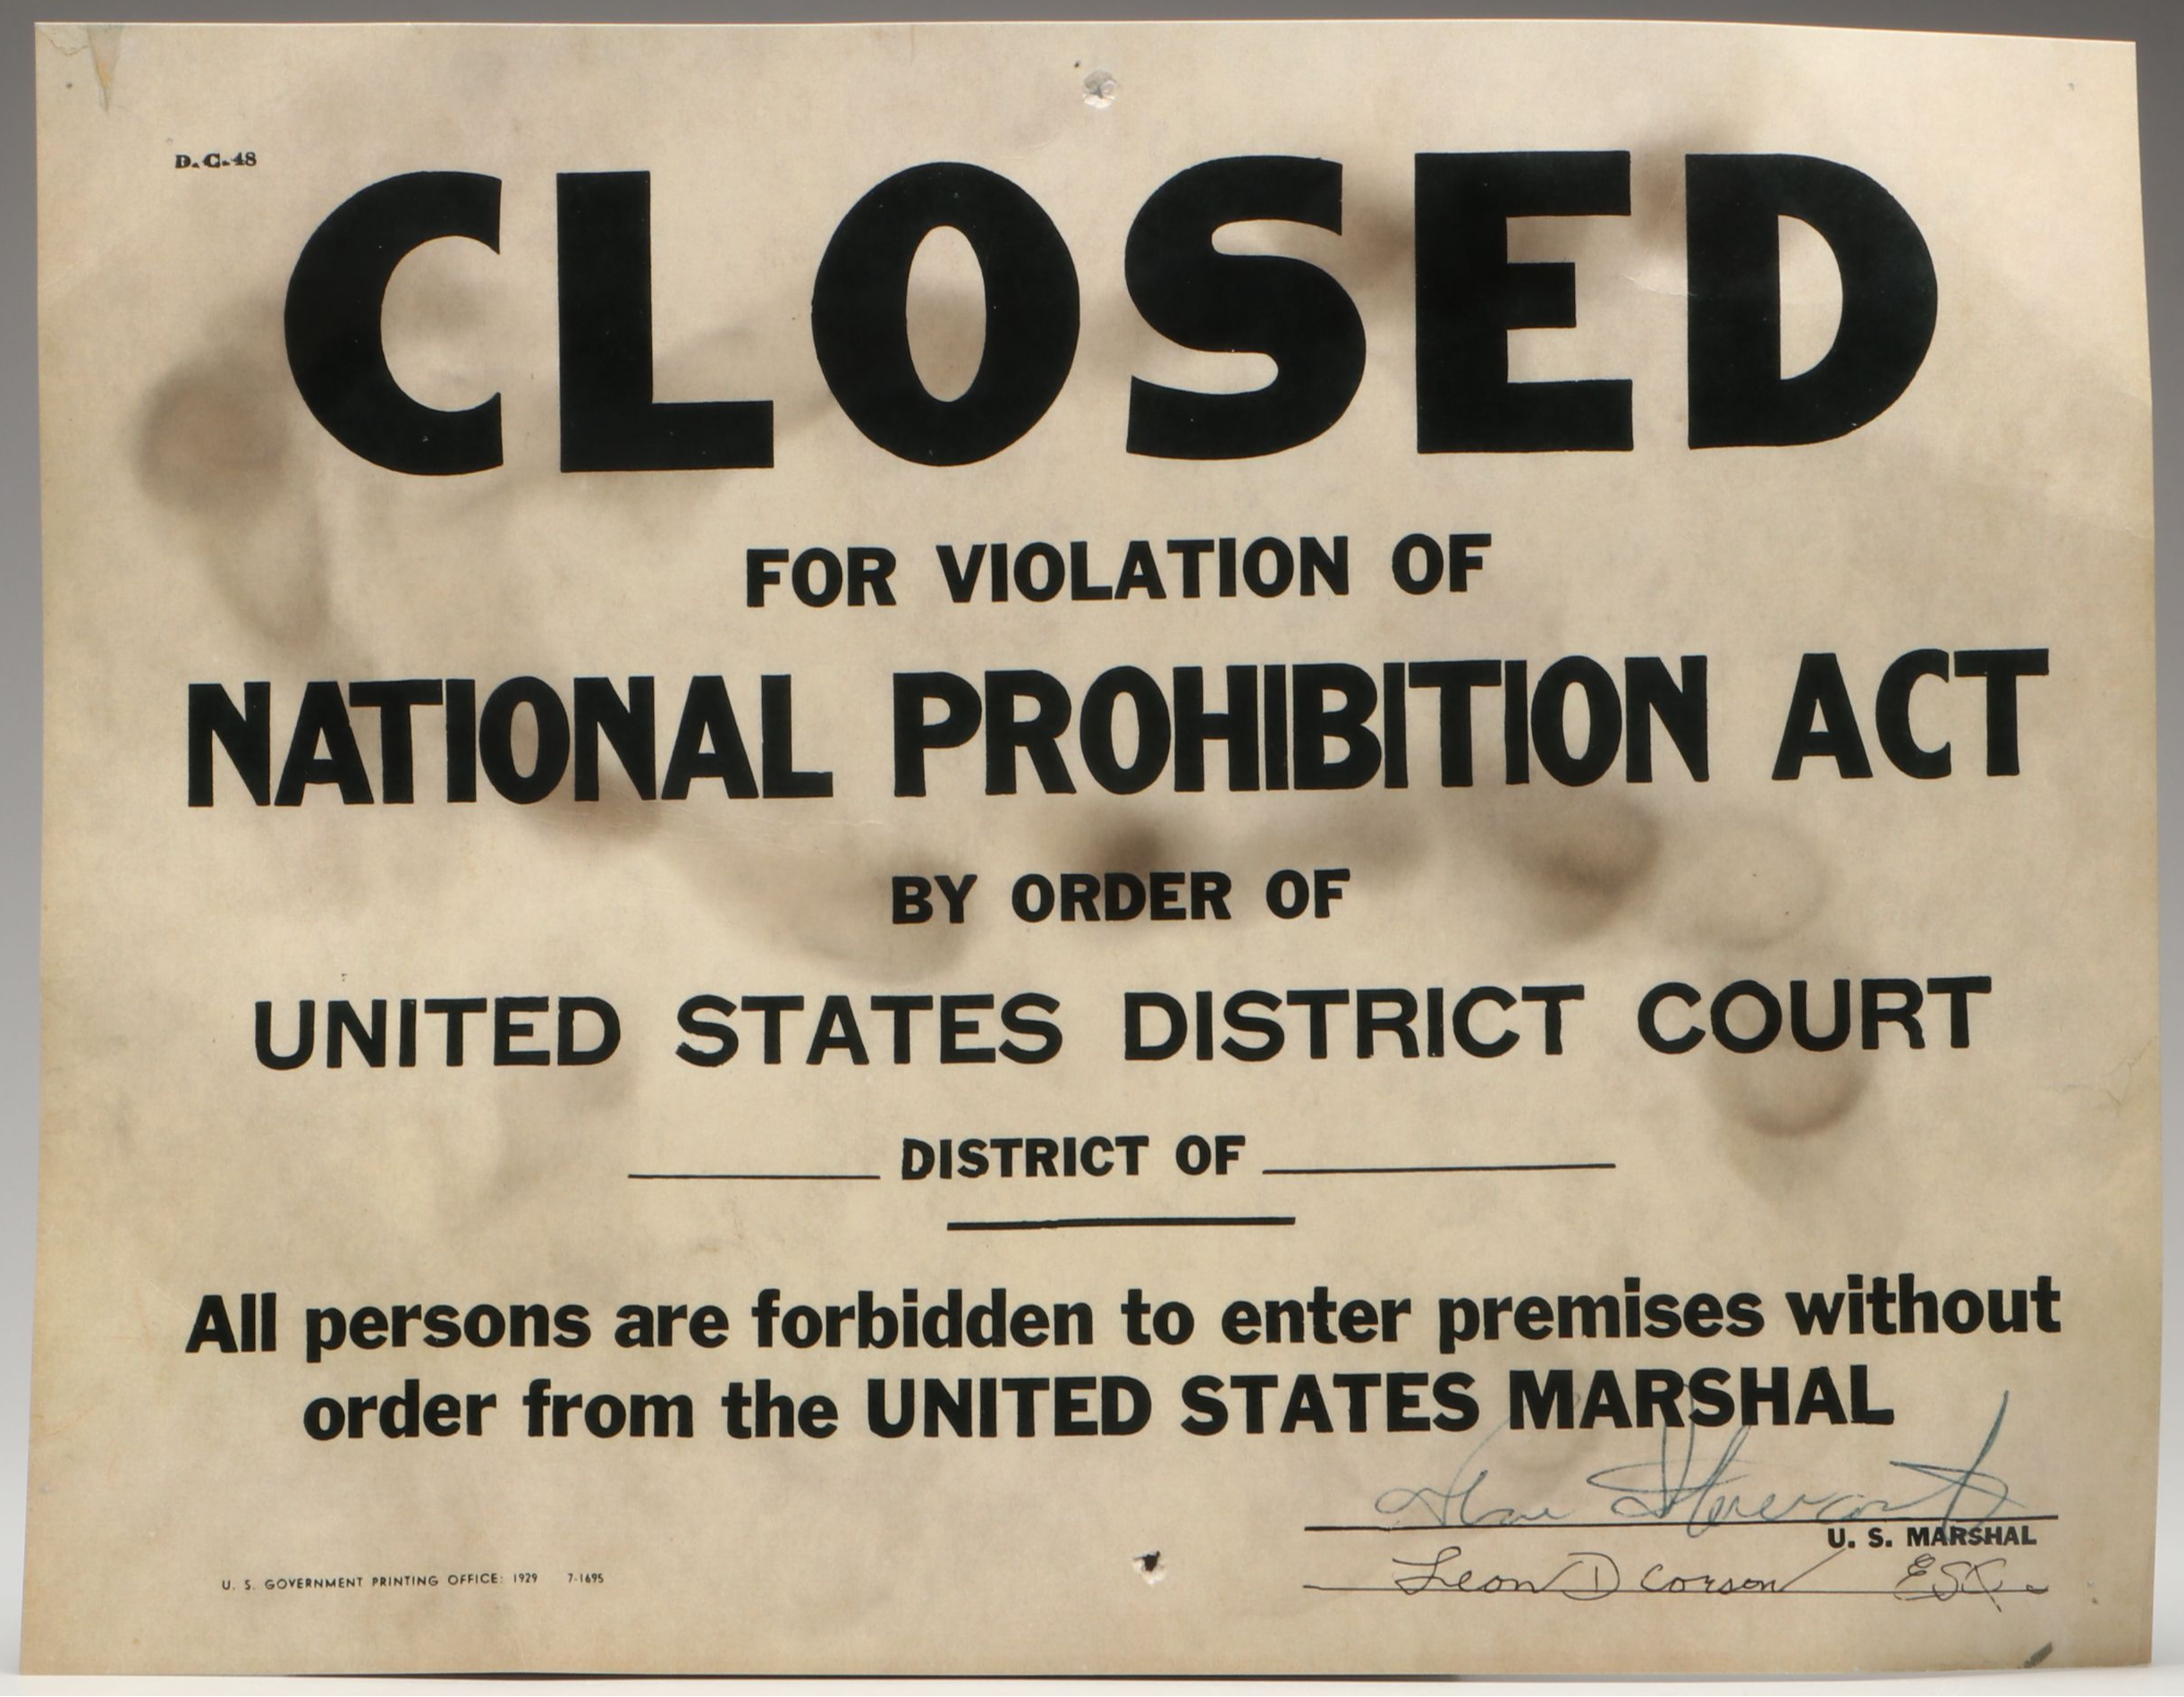 D.C.48
CLOSED
FOR VIOLATION OF
NATIONAL PROHIBITION ACT
BY ORDER OF
UNITED STATES DISTRICT COURT
DISTRICT OF
All persons are forbidden to enter premises without
order from the UNITED STATES MARSHAL
U. S. MARSHAL
Leon D Corson ESQ.
U. S. GOVERNMENT PRINTING OFFICE: 1929 7-1695